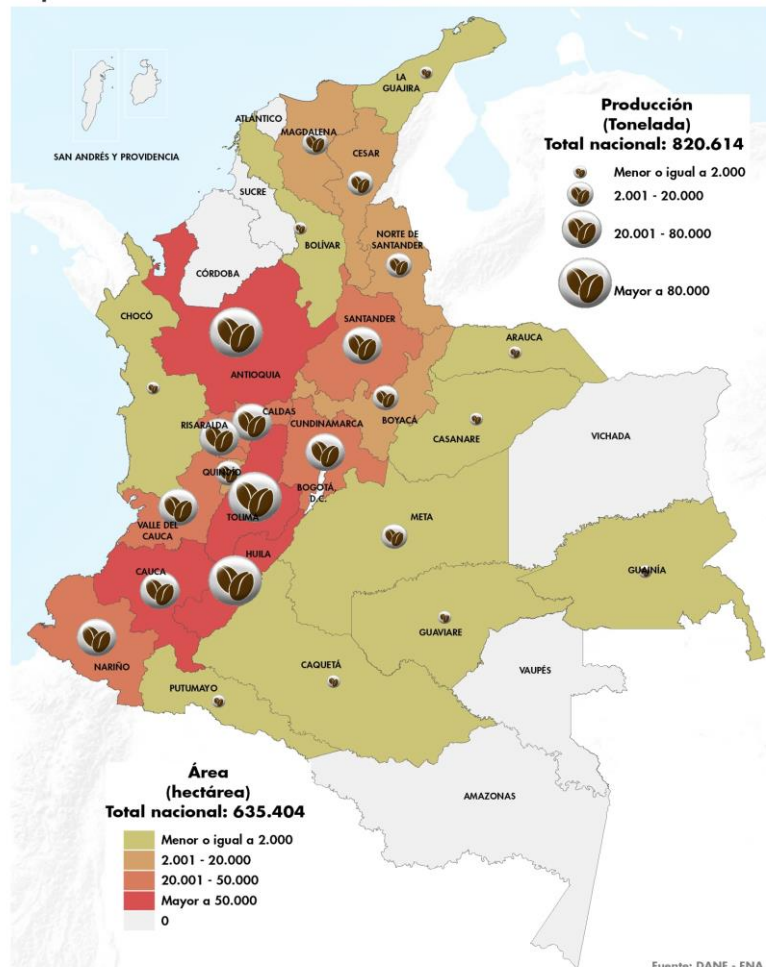 LA
GUAJIRA
ATLÁNTICO
MAGDALENA
CESAR
SAN ANDRÉS Y PROVIDENCIA
SUCRE
BOLÍVAR
NORTE DE
SANTANDER
CÓRDOBA
CHOCÓ
SANTANDER
ARAUCA
ANTIOQUIA
CALDAS
RISARALDA
CUNDINAMARCA
BOYACÁ
CASANARE
VICHADA
QUINDÍO
BOGOTÁ,
D.C.
TOLIMA
VALLE DEL
CAUCA
META
HUILA
CAUCA
GUAINÍA
GUAVIARE
NARIÑO
CAQUETÁ
VAUPÉS
PUTUMAYO
AMAZONAS
Producción
(Tonelada)
Total nacional: 820.614
Menor o igual a 2.000
2.001 - 20.000
20.001 - 80.000
Mayor a 80.000
Área
(hectárea)
Total nacional: 635.404
Menor o igual a 2.000
2.001 - 20.000
20.001 - 50.000
Mayor a 50.000
0
Fuente: DANE - ENA